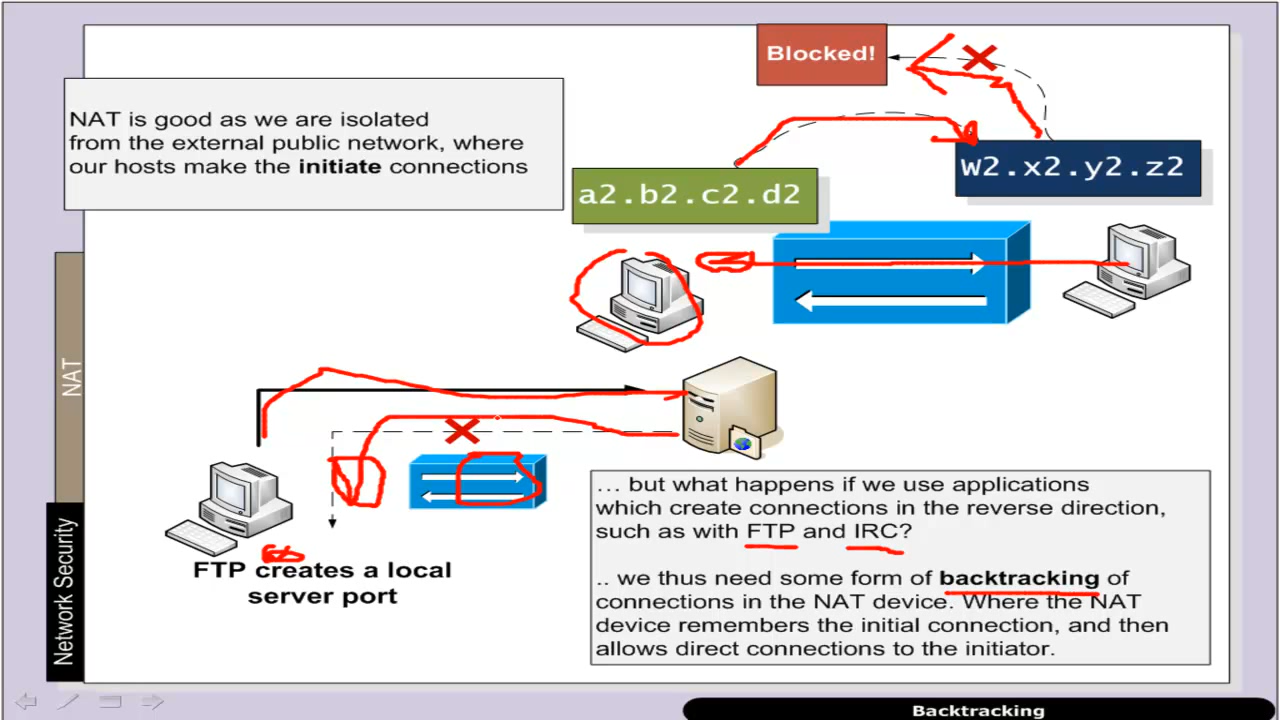 Blocked!
NAT is good as we are isolated
from the external public network, where
our hosts make the initiate connections
w2.x2.y2.z2
a2.b2.c2.d2
NAT
Network Security
FTP creates a local
server port
... but what happens if we use applications
which create connections in the reverse direction,
such as with FTP and IRC?
.. we thus need some form of backtracking of
connections in the NAT device. Where the NAT
device remembers the initial connection, and then
allows direct connections to the initiator.
Backtracking